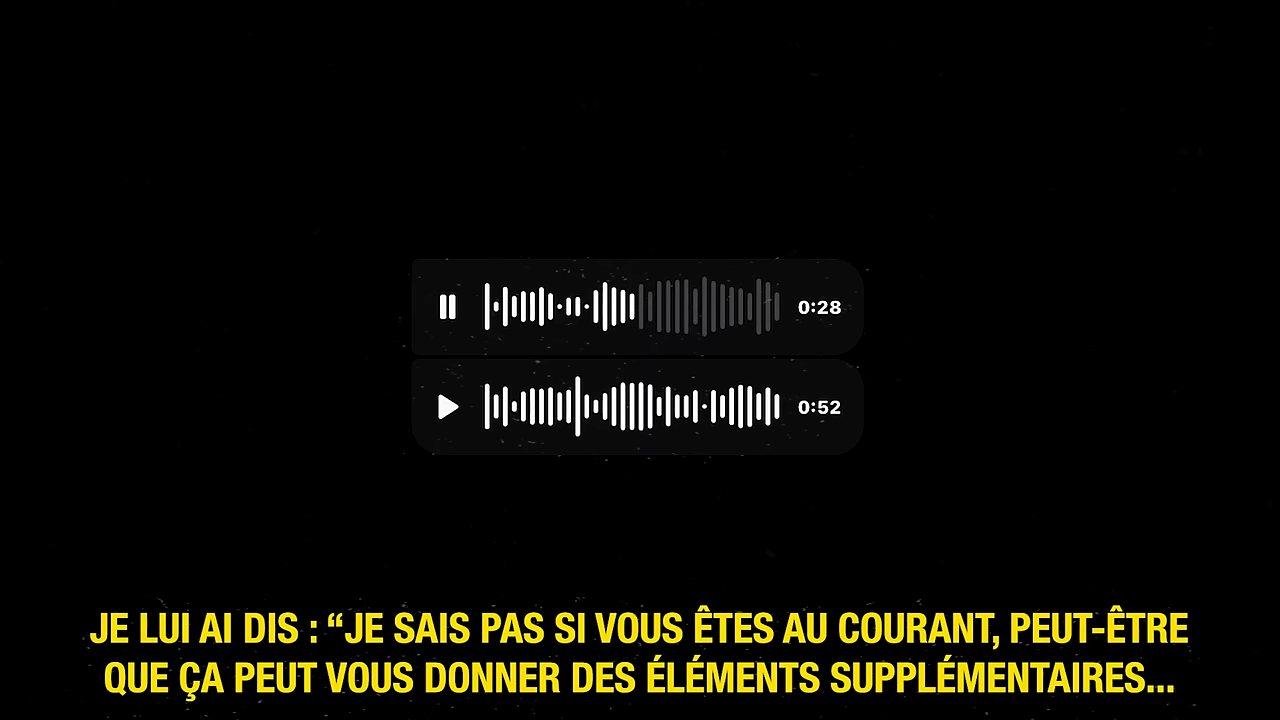 0:28
0:52
JE LUI AI DIS : “JE SAIS PAS SI VOUS ÊTES AU COURANT, PEUT-ÊTRE
QUE ÇA PEUT VOUS DONNER DES ÉLÉMENTS SUPPLÉMENTAIRES...